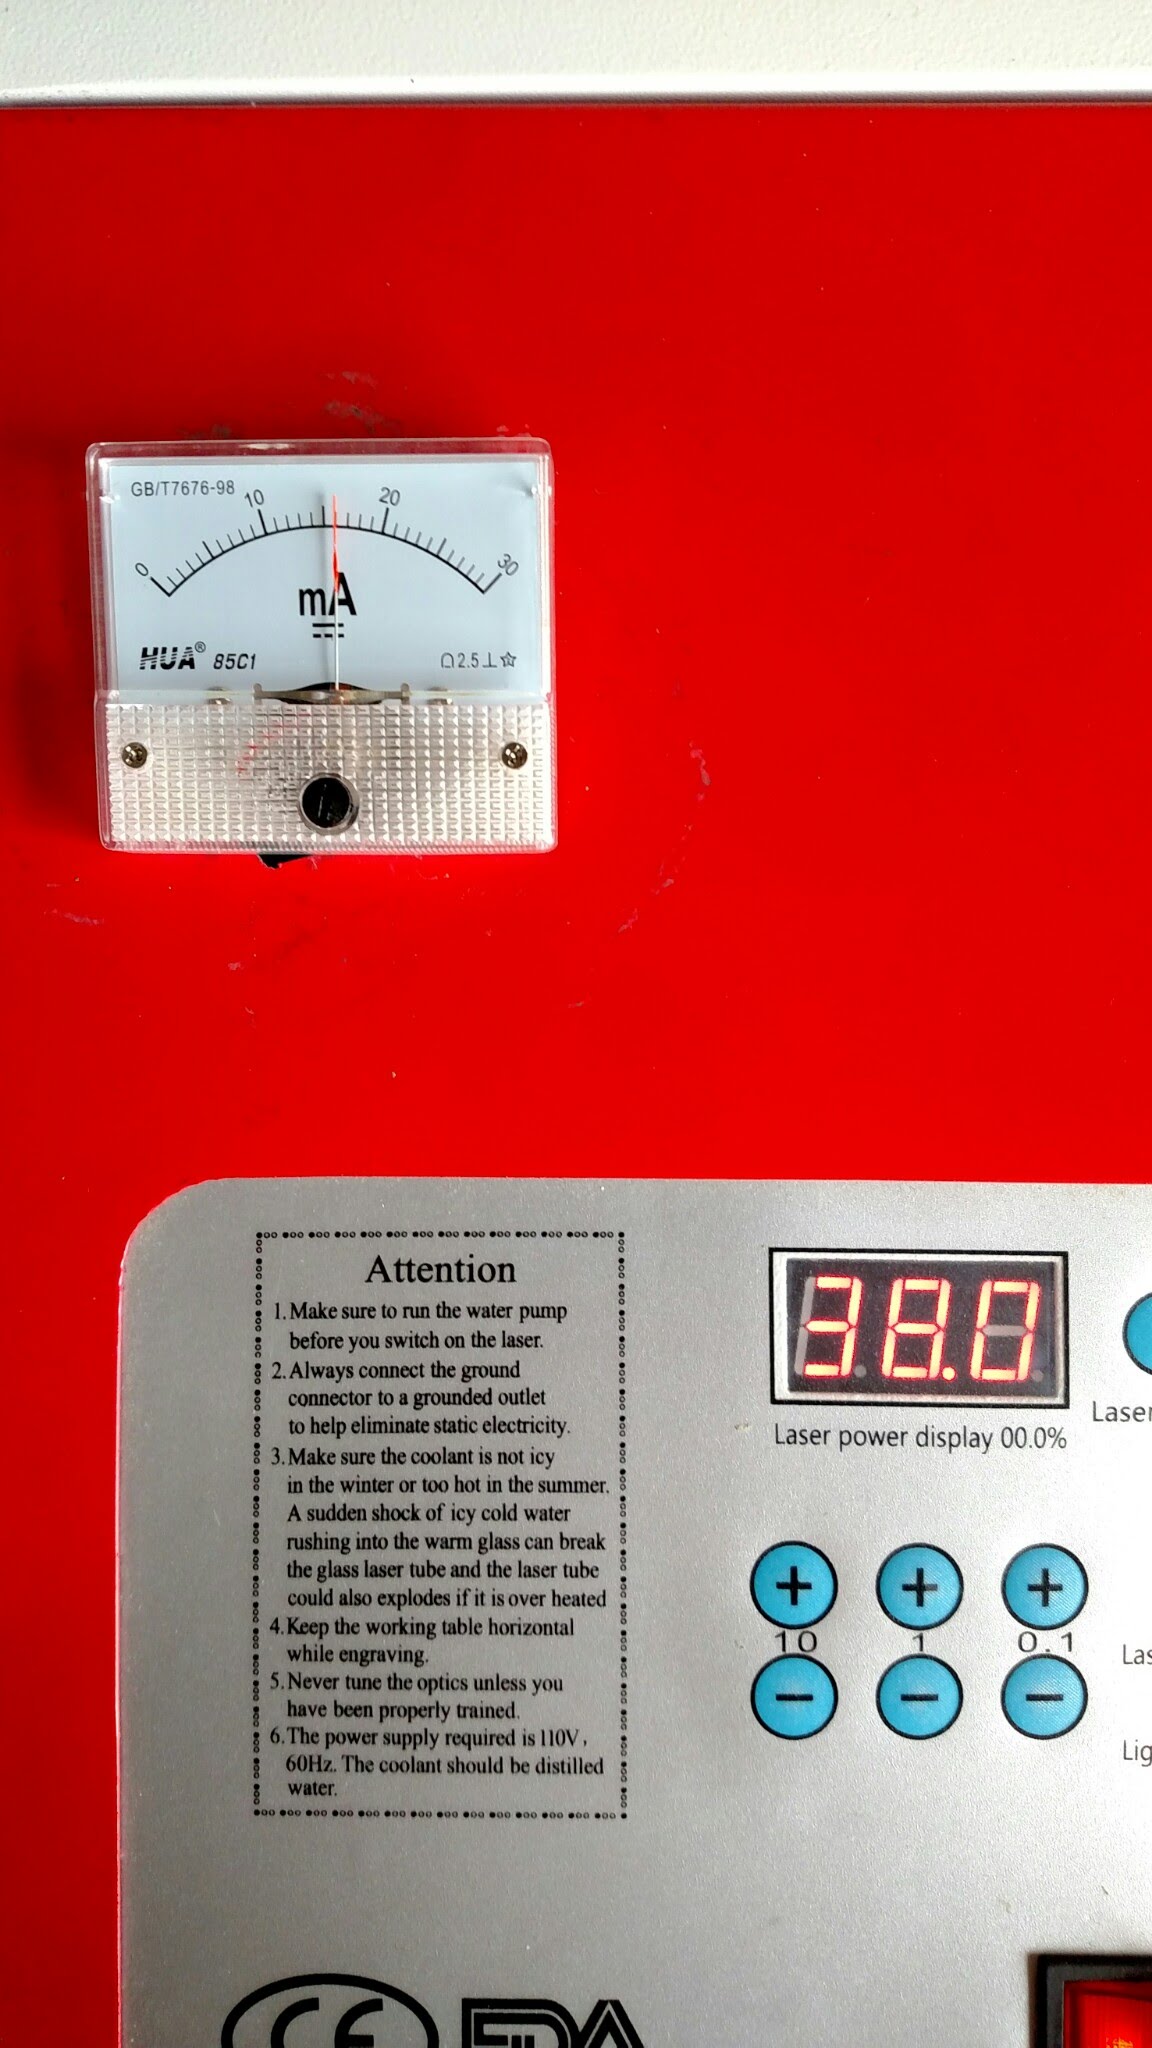 GB/T7676-98
0 10 20 30
mA
HUA® 85C1
2.5
Attention
1. Make sure to run the water pump
before you switch on the laser.
2. Always connect the ground
connector to a grounded outlet
to help eliminate static electricity.
3. Make sure the coolant is not icy
in the winter or too hot in the summer.
A sudden shock of icy cold water
rushing into the warm glass can break
the glass laser tube and the laser tube
could also explodes if it is over heated
4. Keep the working table horizontal
while engraving.
5. Never tune the optics unless you
have been properly trained.
6. The power supply required is 110V,
60Hz. The coolant should be distilled
water.
38.0
Laser power display 00.0%
Laser
+ + +
10 1 0.1
- - -
CE FDA